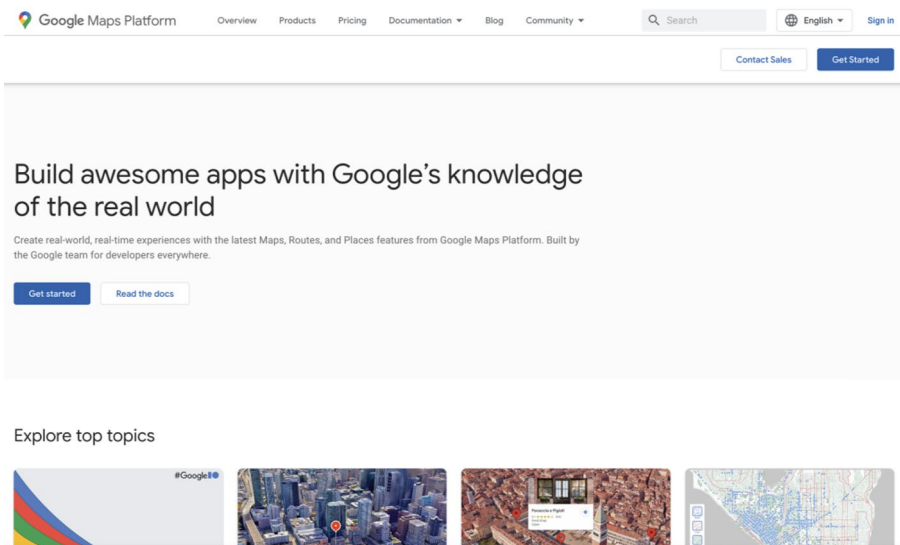 Google Maps Platform
Overview
Products
Pricing
Documentation
Blog
Community
Search
English
Sign in
Contact Sales
Get Started
Build awesome apps with Google's knowledge
of the real world
Create real-world, real-time experiences with the latest Maps, Routes, and Places features from Google Maps Platform. Built by
the Google team for developers everywhere.
Get started
Read the docs
Explore top topics
#GoogleIO